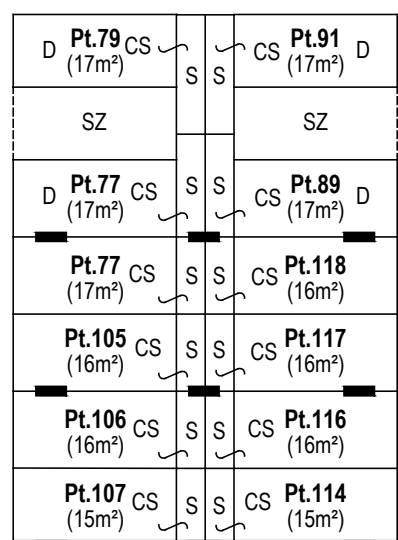 D Pt.79 CS S S CS Pt.91 D
(17m²) (17m²)
SZ SZ
D Pt.77 CS S S CS Pt.89 D
(17m²) (17m²)
Pt.77 CS S S CS Pt.118
(17m²) (16m²)
Pt.105 CS S S CS Pt.117
(16m²) (16m²)
Pt.106 CS S S CS Pt.116
(16m²) (16m²)
Pt.107 CS S S CS Pt.114
(15m²) (15m²)